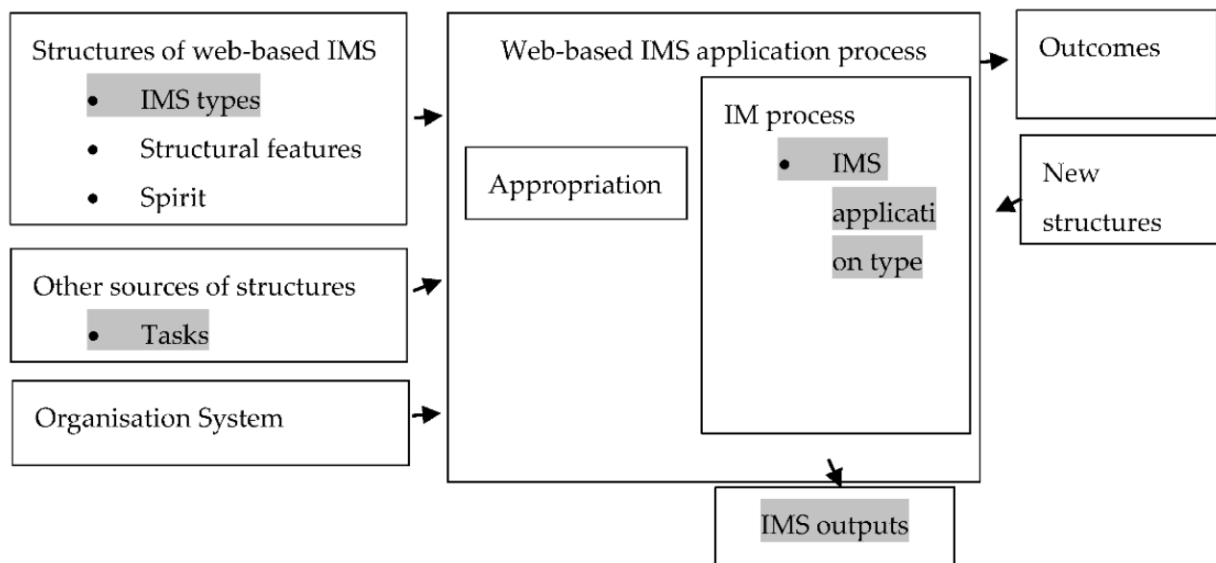 Structures of web-based IMS
• IMS types
• Structural features
• Spirit
Other sources of structures
• Tasks
Organisation System
Web-based IMS application process
Appropriation
IM process
• IMS
applicati
on type
IMS outputs
Outcomes
New
structures